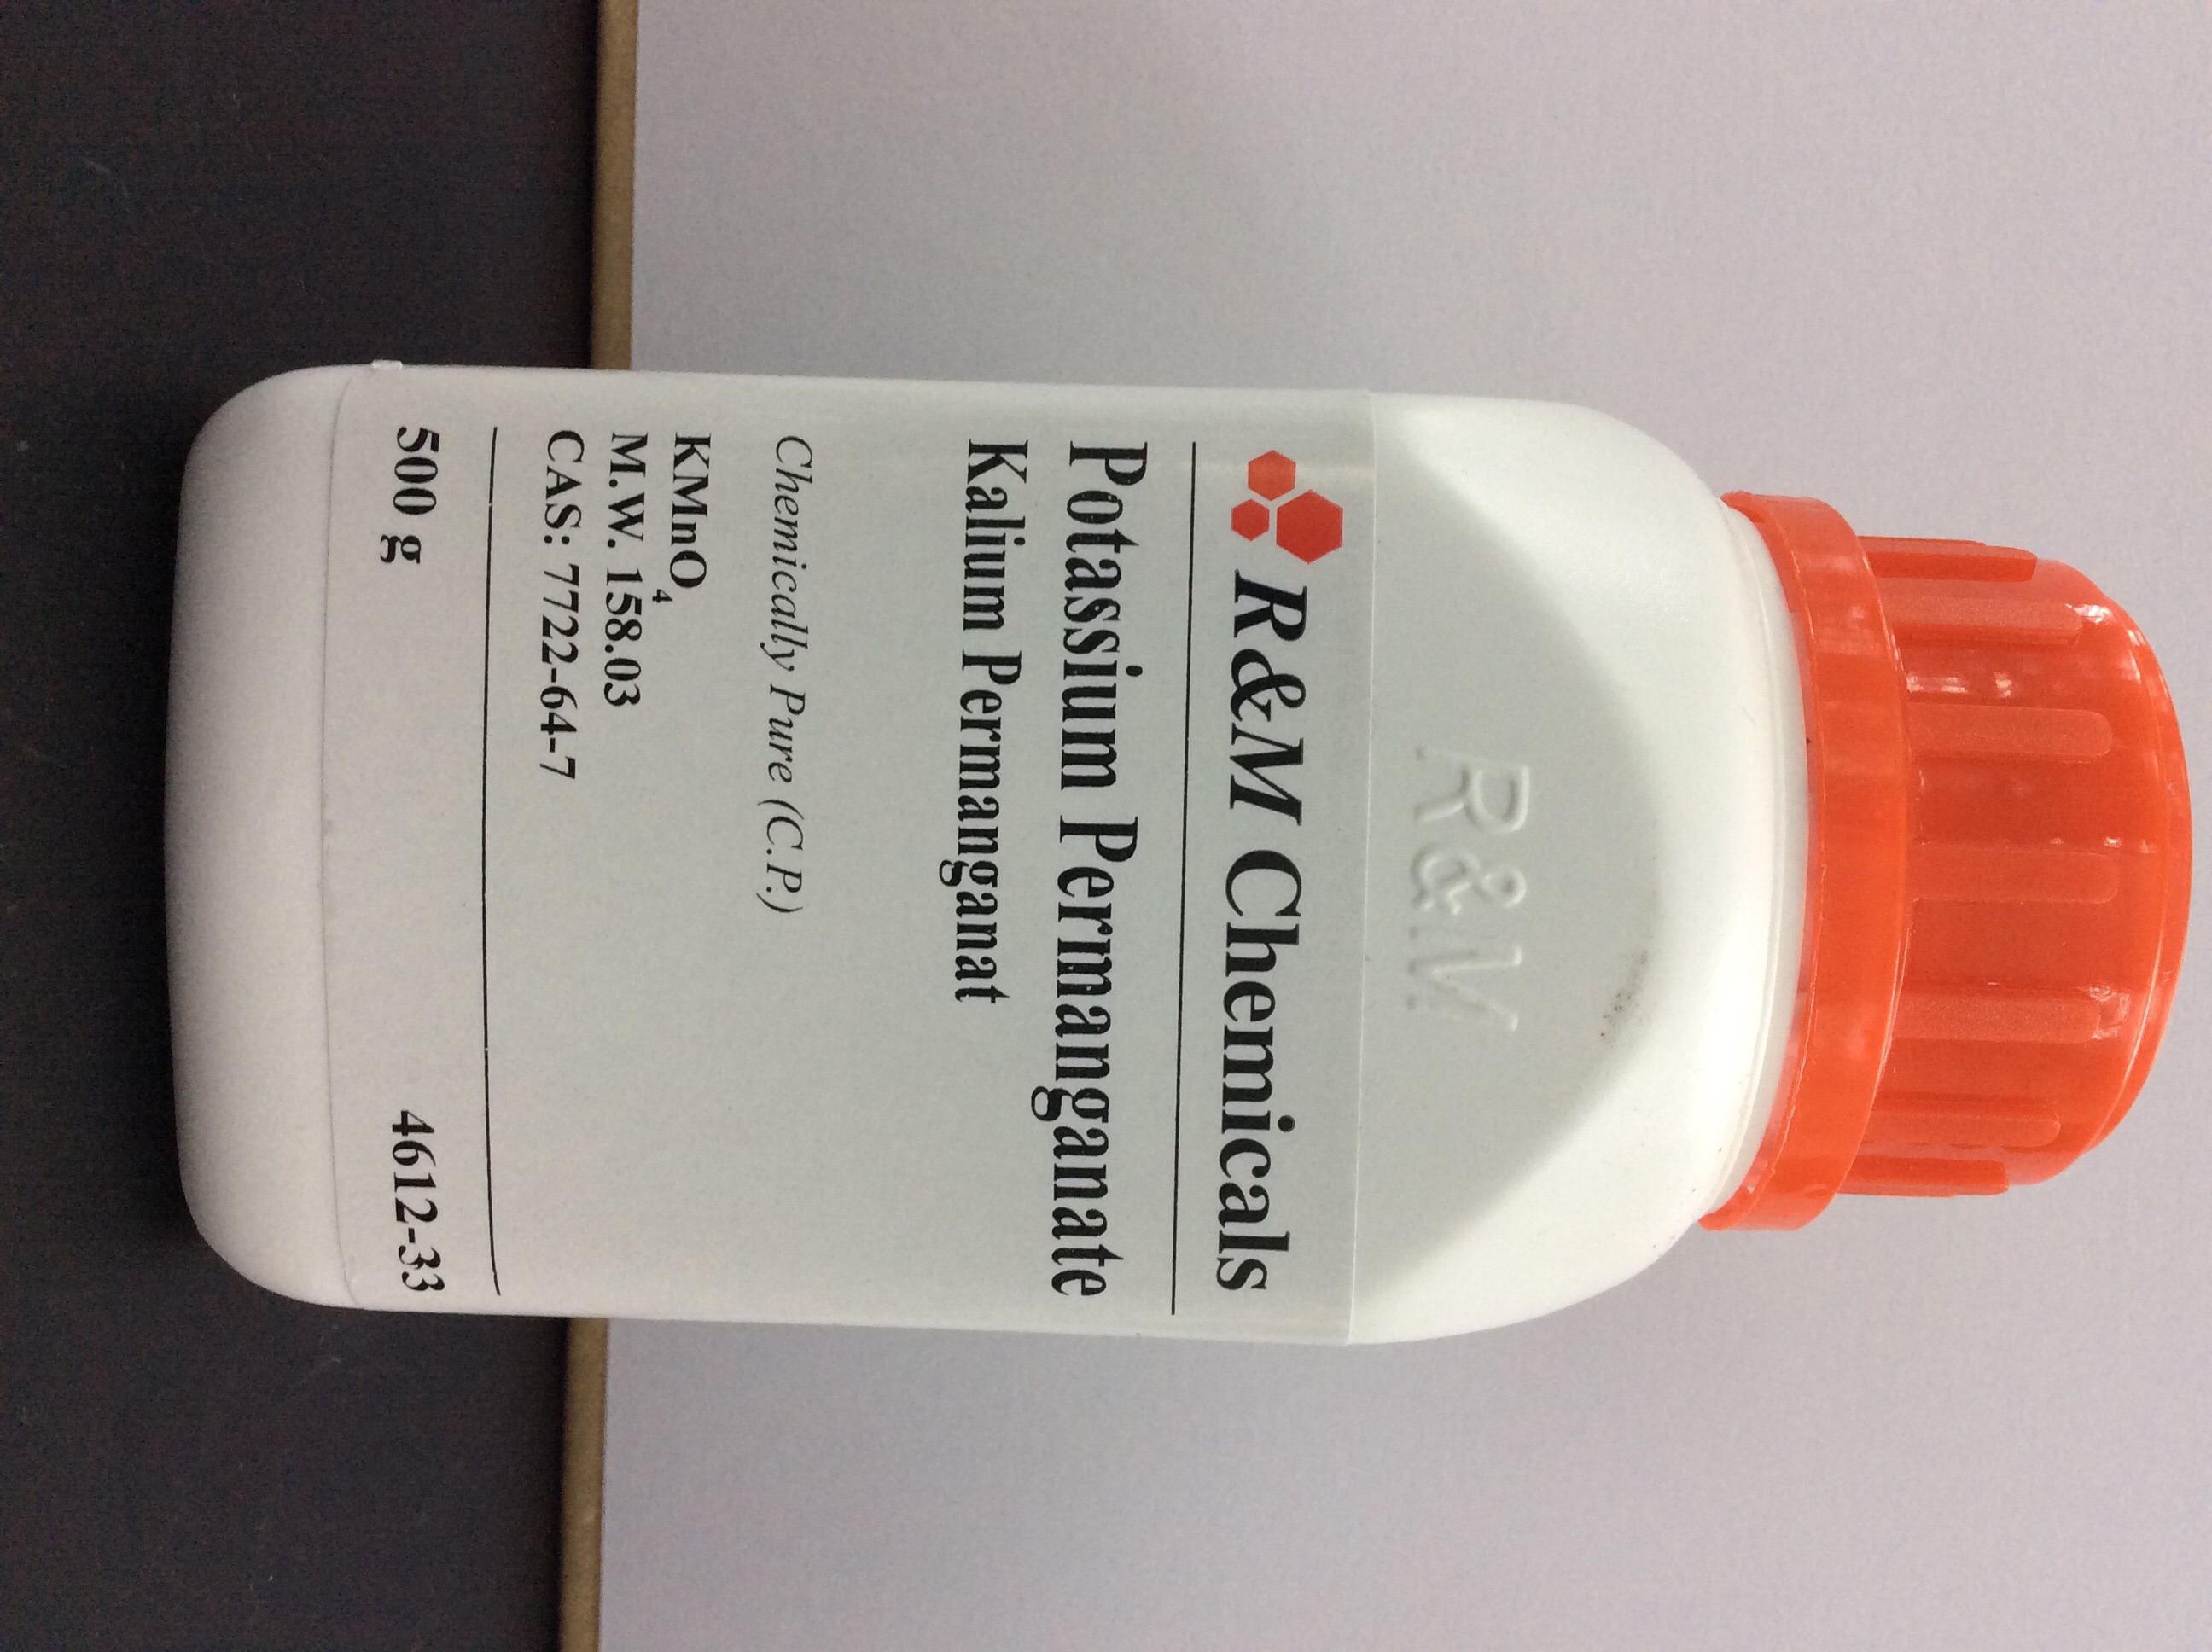 R&M
R&M Chemicals
Potassium Permanganate
Kalium Permanganat
Chemically Pure (C.P.)
KMnO₄
M.W. 158.03
CAS: 7722-64-7
500 g 4612-33